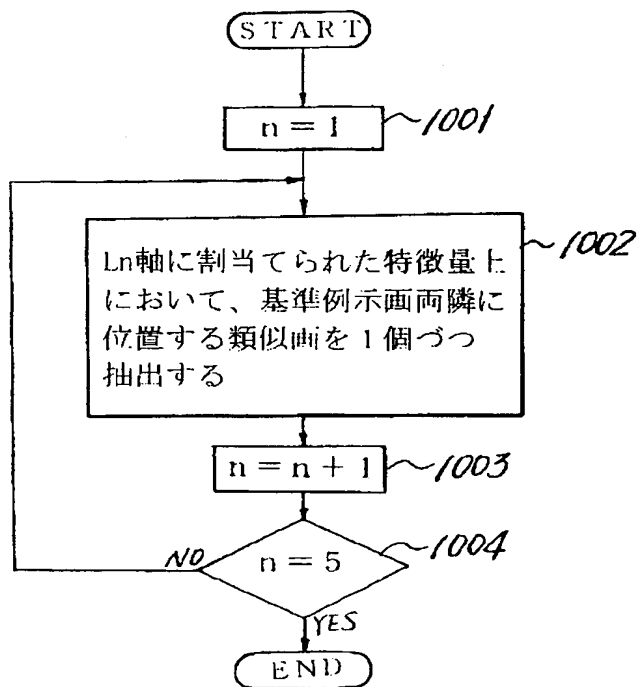 START
n = 1
1001
Ln軸に割当てられた特徴量上
において、基準例示画両隣に
位置する類似画を1個づつ
抽出する
1002
n = n + 1
1003
n = 5
1004
NO
YES
END